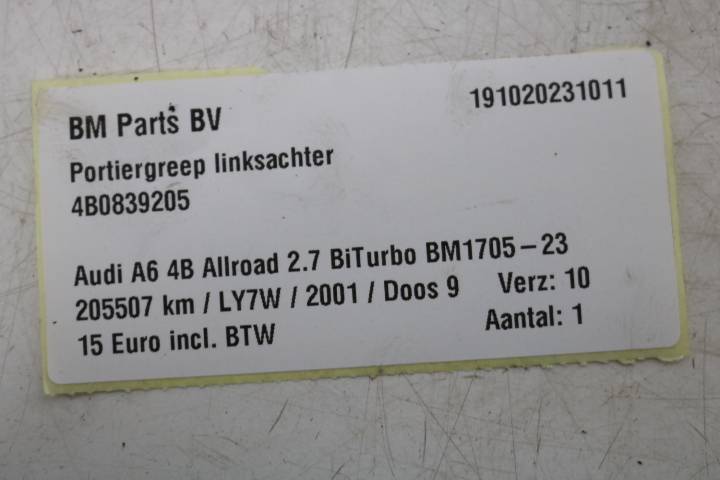 BM Parts BV 191020231011
Portiergreep linksachter
4B0839205
Audi A6 4B Allroad 2.7 BiTurbo BM1705-23
205507 km / LY7W / 2001 / Doos 9 Verz: 10
15 Euro incl. BTW Aantal: 1